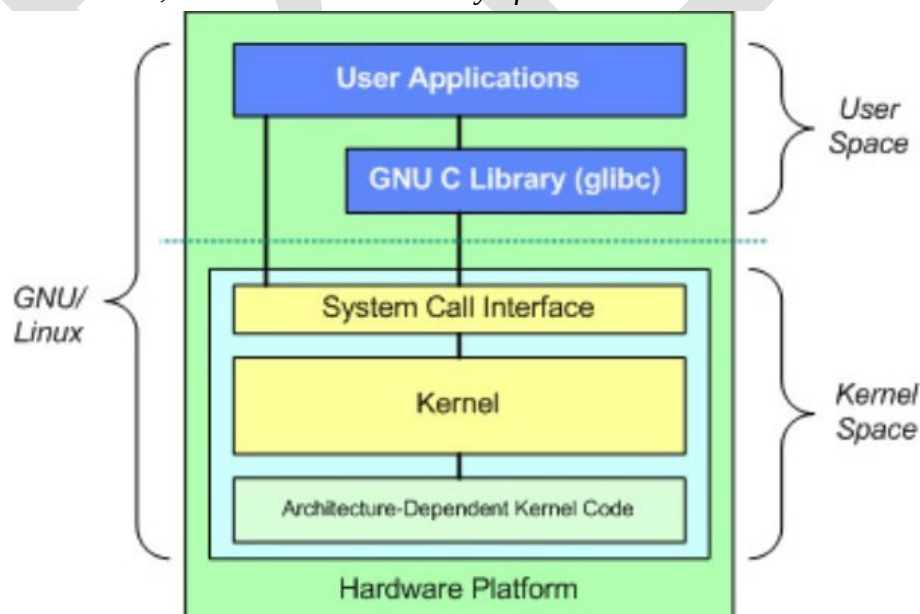 User Applications
User
Space
GNU C Library (glibc)
GNU/
Linux
System Call Interface
Kernel
Kernel
Space
Architecture-Dependent Kernel Code
Hardware Platform